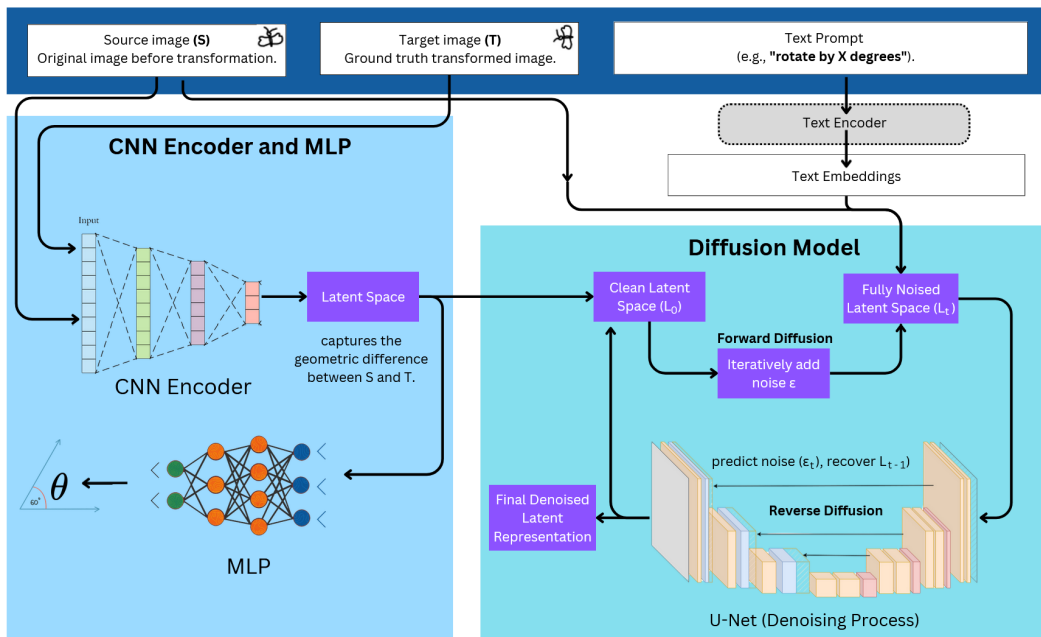 Source image (S)
Original image before transformation.
Target image (T)
Ground truth transformed image.
Text Prompt
(e.g., "rotate by X degrees").
Text Encoder
Text Embeddings
CNN Encoder and MLP
Input
Latent Space
captures the
geometric difference
between S and T.
CNN Encoder
60°
θ
MLP
Diffusion Model
Clean Latent
Space (L₀)
Fully Noised
Latent Space (Lₜ)
Forward Diffusion
Iteratively add
noise ε
predict noise (εₜ), recover Lₜ₋₁)
Reverse Diffusion
Final Denoised
Latent
Representation
U-Net (Denoising Process)